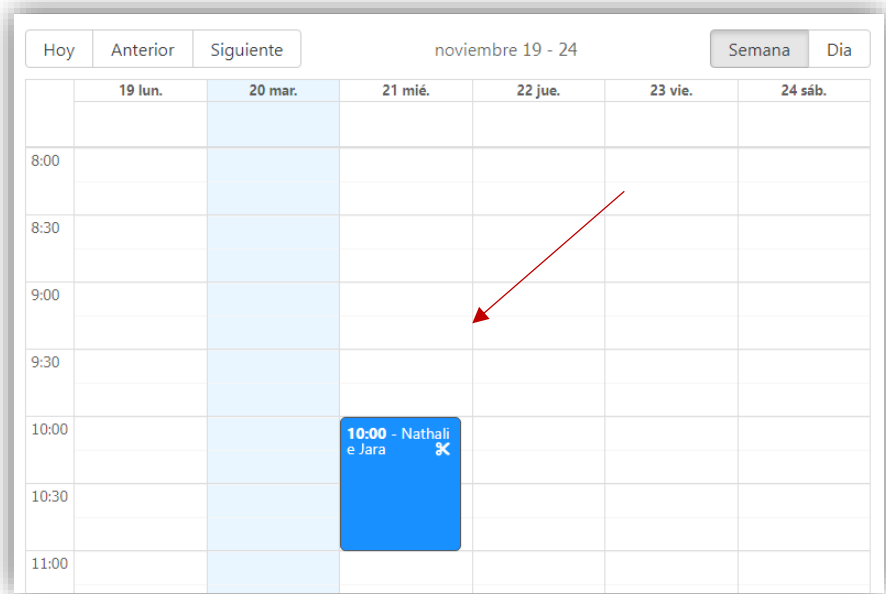 Hoy Anterior Siguiente noviembre 19 - 24 Semana Dia
19 lun. 20 mar. 21 mié. 22 jue. 23 vie. 24 sáb.
8:00
8:30
9:00
9:30
10:00
10:00 - Nathali
e Jara
10:30
11:00